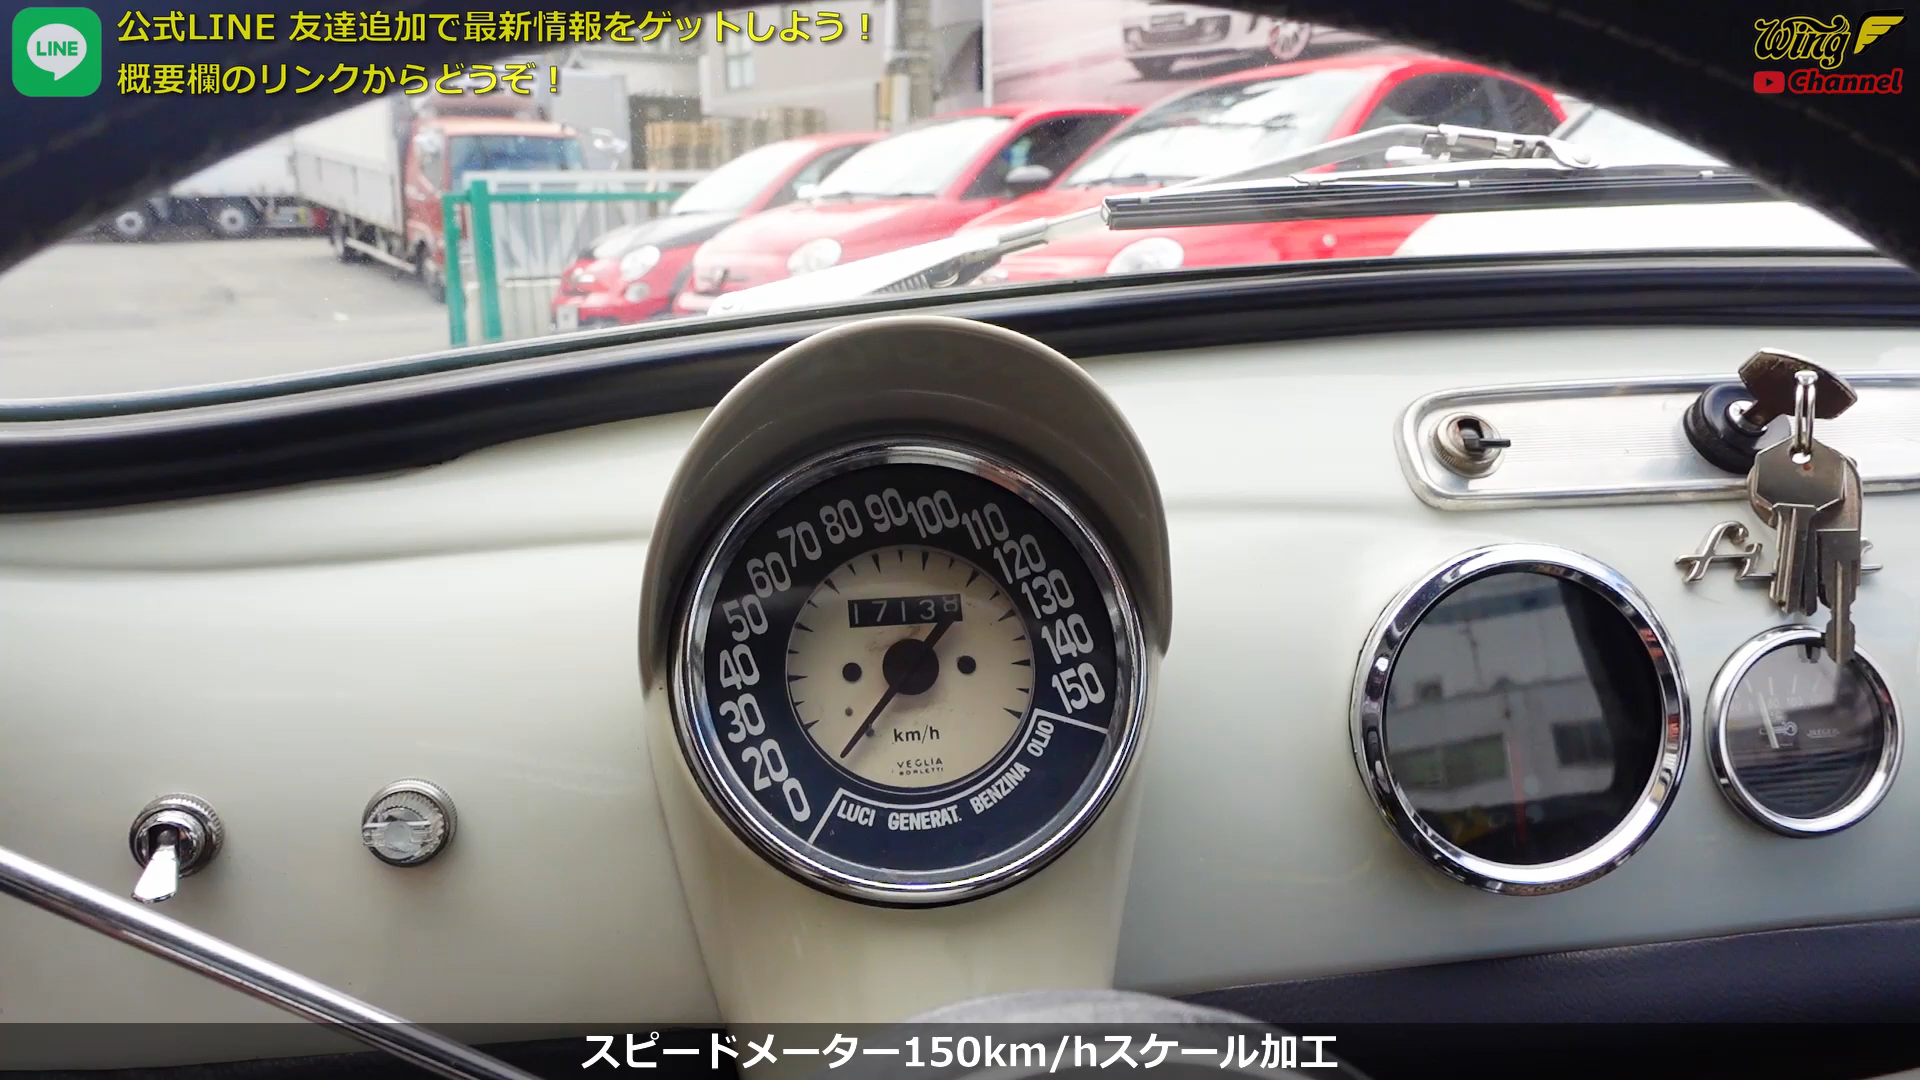 公式LINE 友達追加で最新情報をゲットしよう！
概要欄のリンクからどうぞ！
LINE
Wing
Channel
0
20
30
40
50
60
70
80
90
100
110
120
130
140
150
17138
km/h
VEGLIA
BORLETTI
LUCI GENERAT. BENZINA OLIO
JAEGER
スピードメーター150km/hスケール加工